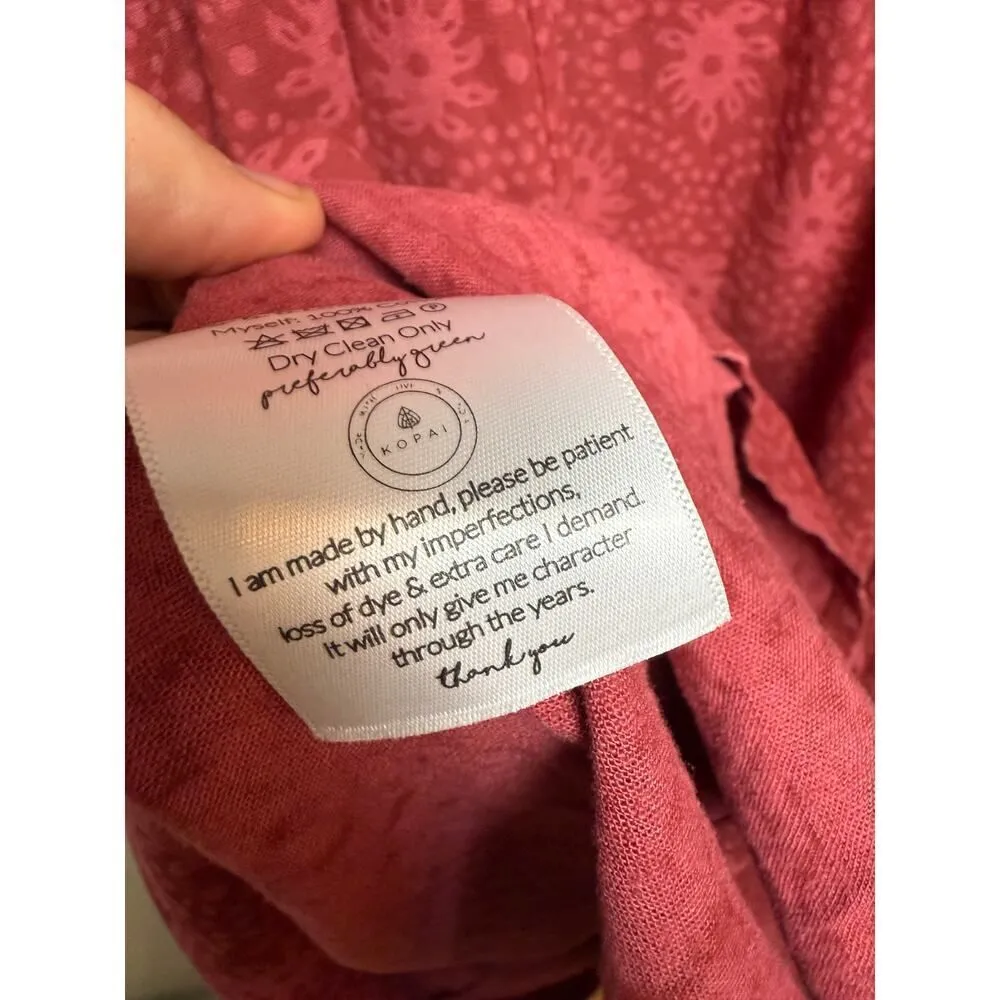 Myself: 100%
Dry Clean Only
preferably green
KOPAI
I am made by hand, please be patient
with my imperfections,
loss of dye & extra care I demand.
It will only give me character
through the years.
thank you